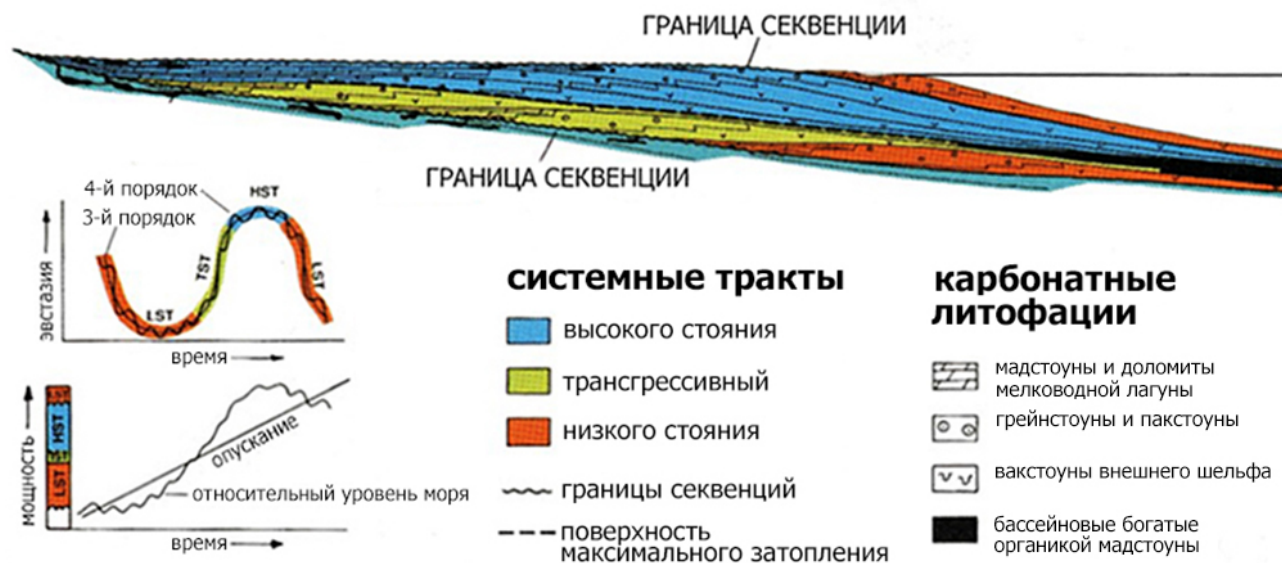 ГРАНИЦА СЕКВЕНЦИИ
ГРАНИЦА СЕКВЕНЦИИ
4-й порядок
3-й порядок
HST
TST
LST
LST
ЭВСТАЗИЯ
время
LST
HST
LST
МОЩНОСТЬ
опускание
относительный уровень моря
время
системные тракты
высокого стояния
трансгрессивный
низкого стояния
границы секвенций
поверхность
максимального затопления
карбонатные
литофации
мадстоуны и доломиты
мелководной лагуны
грейнстоуны и пакстоуны
вакстоуны внешнего шельфа
бассейновые богатые
органикой мадстоуны